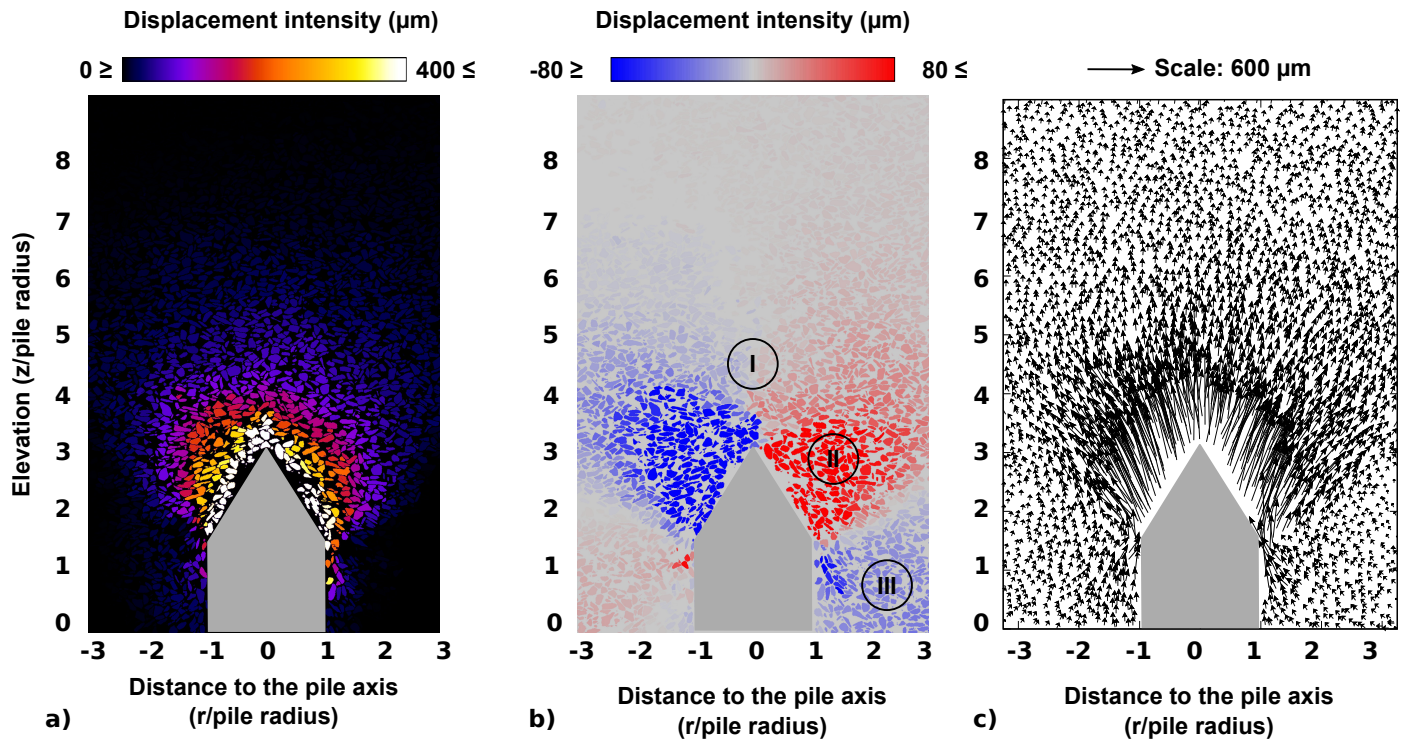 Displacement intensity (μm)
0 ≥
400 ≤
Elevation (z/pile radius)
8
7
6
5
4
3
2
1
0
-3 -2 -1 0 1 2 3
Distance to the pile axis
(r/pile radius)
a)
Displacement intensity (μm)
-80 ≥
80 ≤
8
7
6
5
4
3
2
1
0
I
II
III
-3 -2 -1 0 1 2 3
Distance to the pile axis
(r/pile radius)
b)
Scale: 600 μm
8
7
6
5
4
3
2
1
0
-3 -2 -1 0 1 2 3
Distance to the pile axis
(r/pile radius)
c)